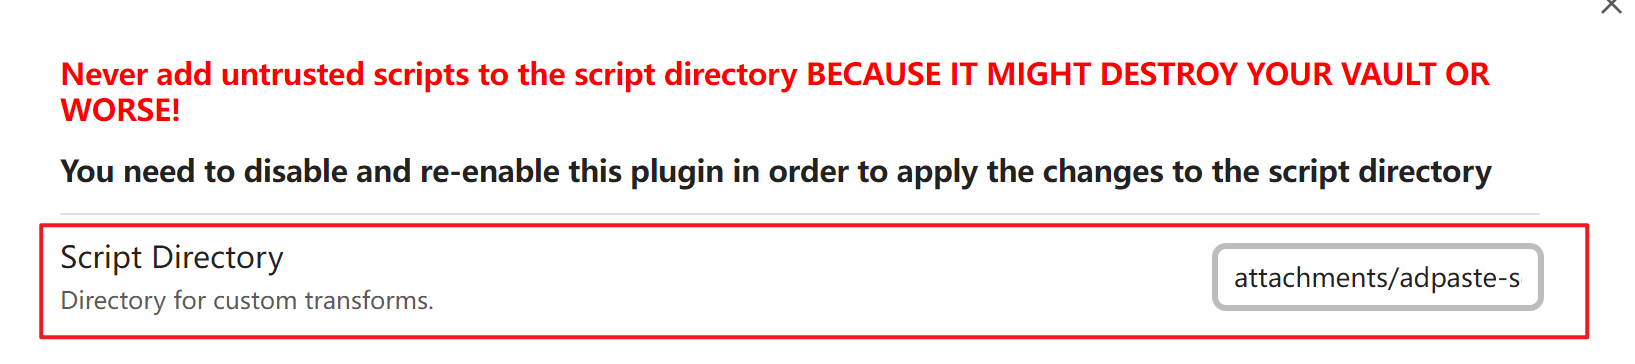 Never add untrusted scripts to the script directory BECAUSE IT MIGHT DESTROY YOUR VAULT OR
WORSE!
You need to disable and re-enable this plugin in order to apply the changes to the script directory
Script Directory
attachments/adpaste-s
Directory for custom transforms.